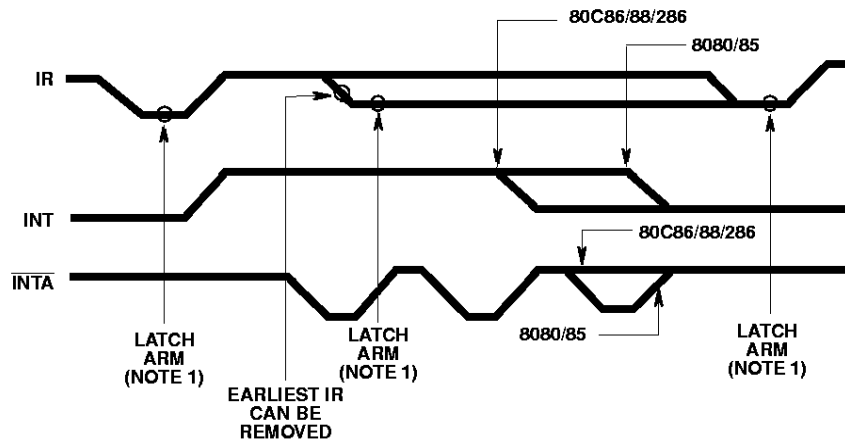 80C86/88/286
8080/85
IR
INT
80C86/88/286
INTA
8080/85
LATCH
ARM
(NOTE 1)
EARLIEST IR
CAN BE
REMOVED
LATCH
ARM
(NOTE 1)
LATCH
ARM
(NOTE 1)